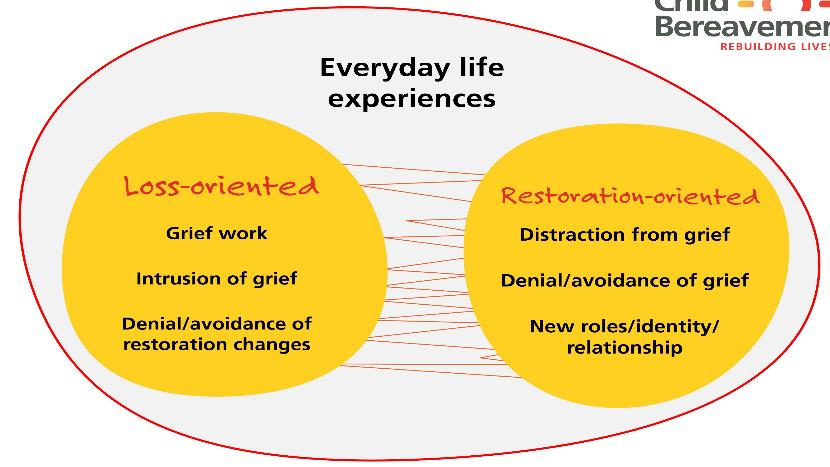 Child
Bereavemen
REBUILDING LIVES
Everyday life
experiences
Loss-oriented
Grief work
Intrusion of grief
Denial/avoidance of
restoration changes
Restoration-oriented
Distraction from grief
Denial/avoidance of grief
New roles/identity/
relationship